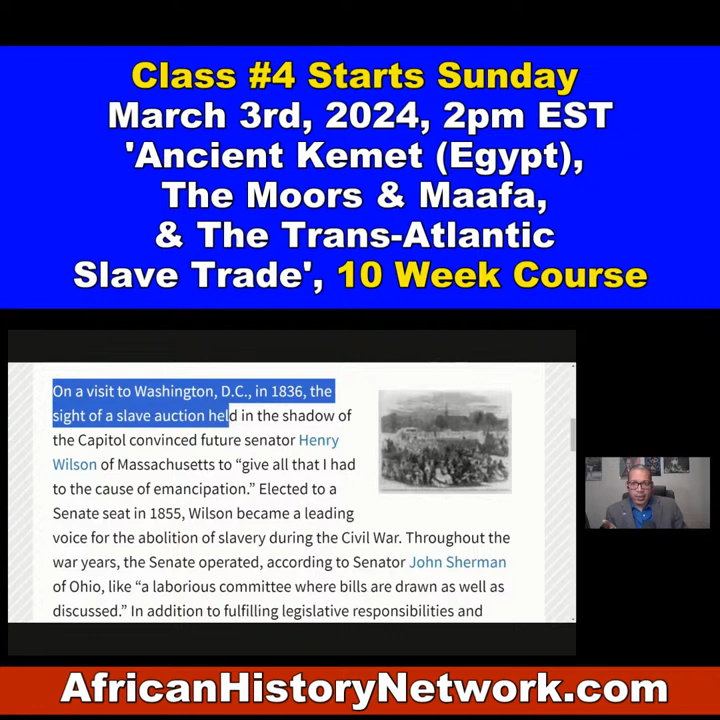 Class #4 Starts Sunday
March 3rd, 2024, 2pm EST
'Ancient Kemet (Egypt),
The Moors & Maafa,
& The Trans-Atlantic
Slave Trade', 10 Week Course
On a visit to Washington, D.C., in 1836, the
sight of a slave auction held in the shadow of
the Capitol convinced future senator Henry
Wilson of Massachusetts to “give all that I had
to the cause of emancipation.” Elected to a
Senate seat in 1855, Wilson became a leading
voice for the abolition of slavery during the Civil War. Throughout the
war years, the Senate operated, according to Senator John Sherman
of Ohio, like “a laborious committee where bills are drawn as well as
discussed.” In addition to fulfilling legislative responsibilities and
AfricanHistoryNetwork.com